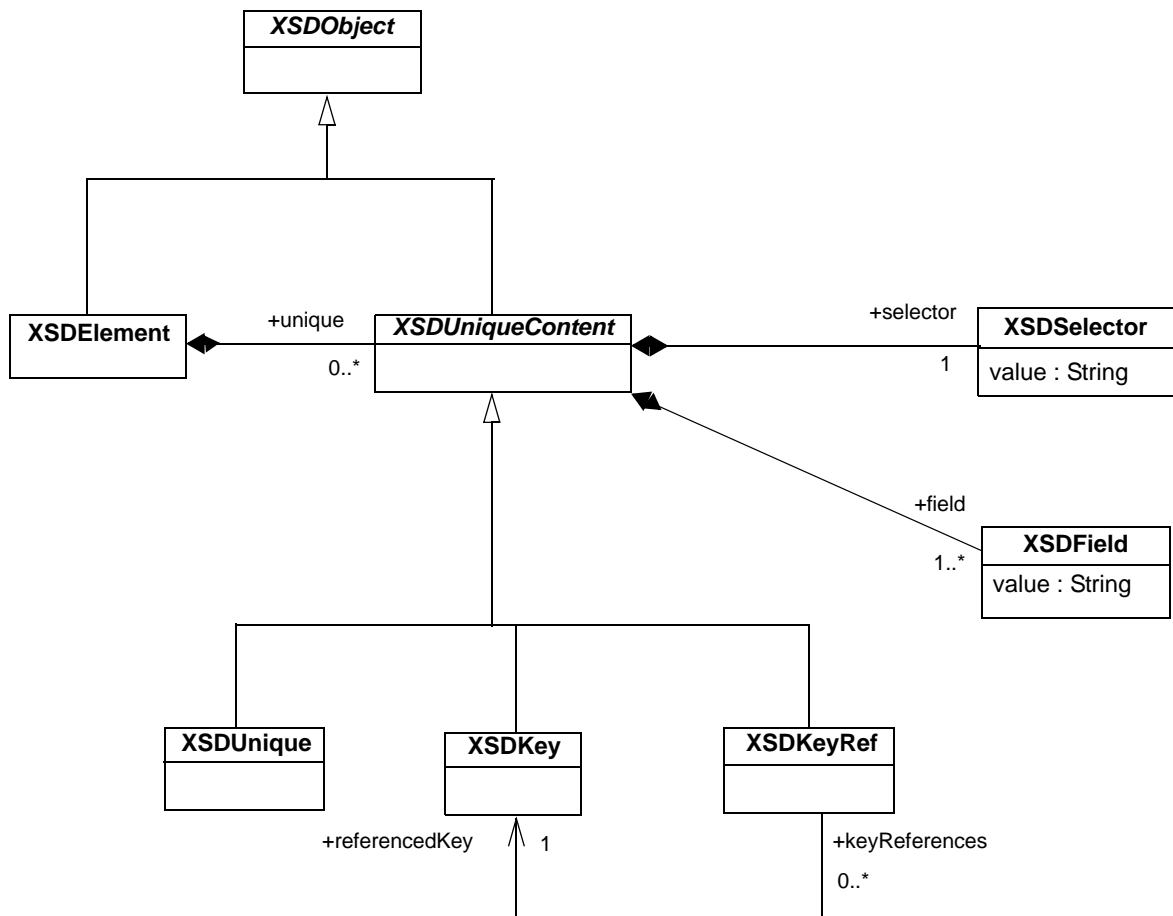 XSDObject
+unique
+selector
XSDElement
XSDUniqueContent
XSDSelector
0..*
1
value : String
+field
XSDField
1..*
value : String
XSDUnique
XSDKey
XSDKeyRef
+referencedKey
1
+keyReferences
0..*